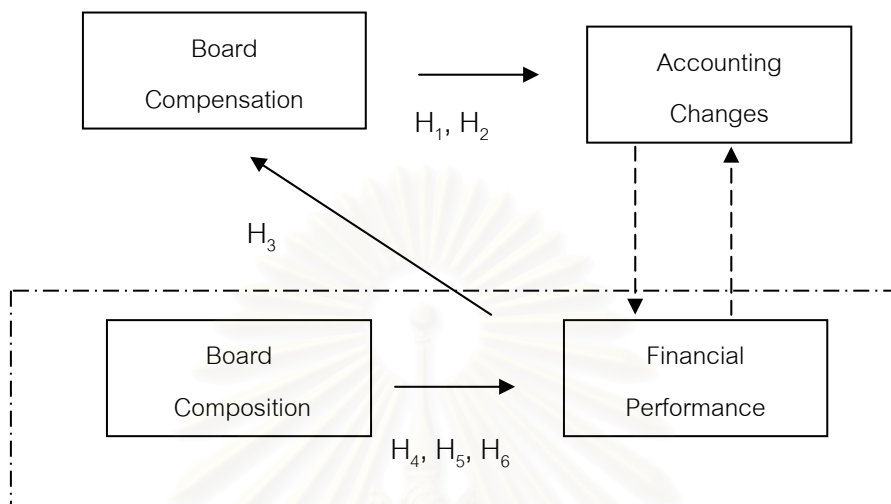 Board
Compensation
Accounting
Changes
H₁, H₂
H₃
Board
Composition
Financial
Performance
H₄, H₅, H₆